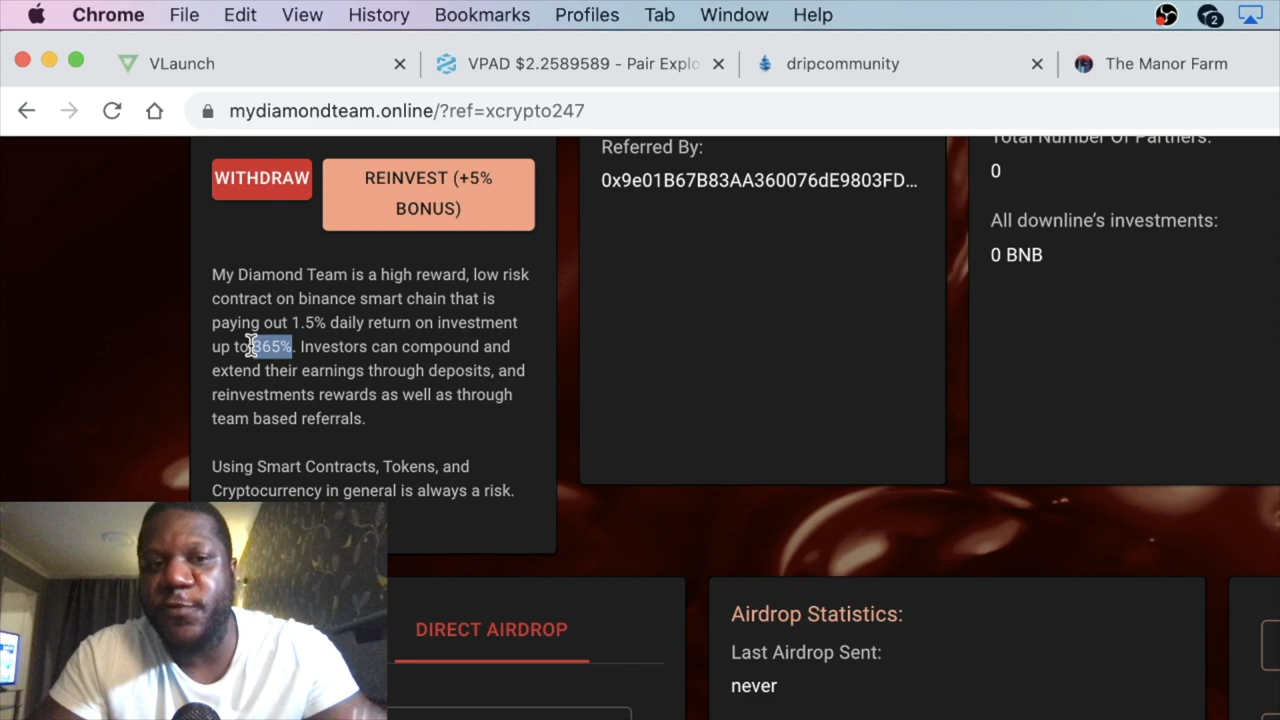 Chrome File Edit View History Bookmarks Profiles Tab Window Help
2
VLaunch
VPAD $2.2589589 - Pair Explo
dripcommunity
The Manor Farm
mydiamondteam.online/?ref=xcrypto247
WITHDRAW
REINVEST (+5%
BONUS)
My Diamond Team is a high reward, low risk
contract on binance smart chain that is
paying out 1.5% daily return on investment
up to 365%. Investors can compound and
extend their earnings through deposits, and
reinvestments rewards as well as through
team based referrals.
Using Smart Contracts, Tokens, and
Cryptocurrency in general is always a risk.
Referred By:
0x9e01B67B83AA360076dE9803FD...
Total Number Of Partners:
0
All downline's investments:
0 BNB
DIRECT AIRDROP
Airdrop Statistics:
Last Airdrop Sent:
never